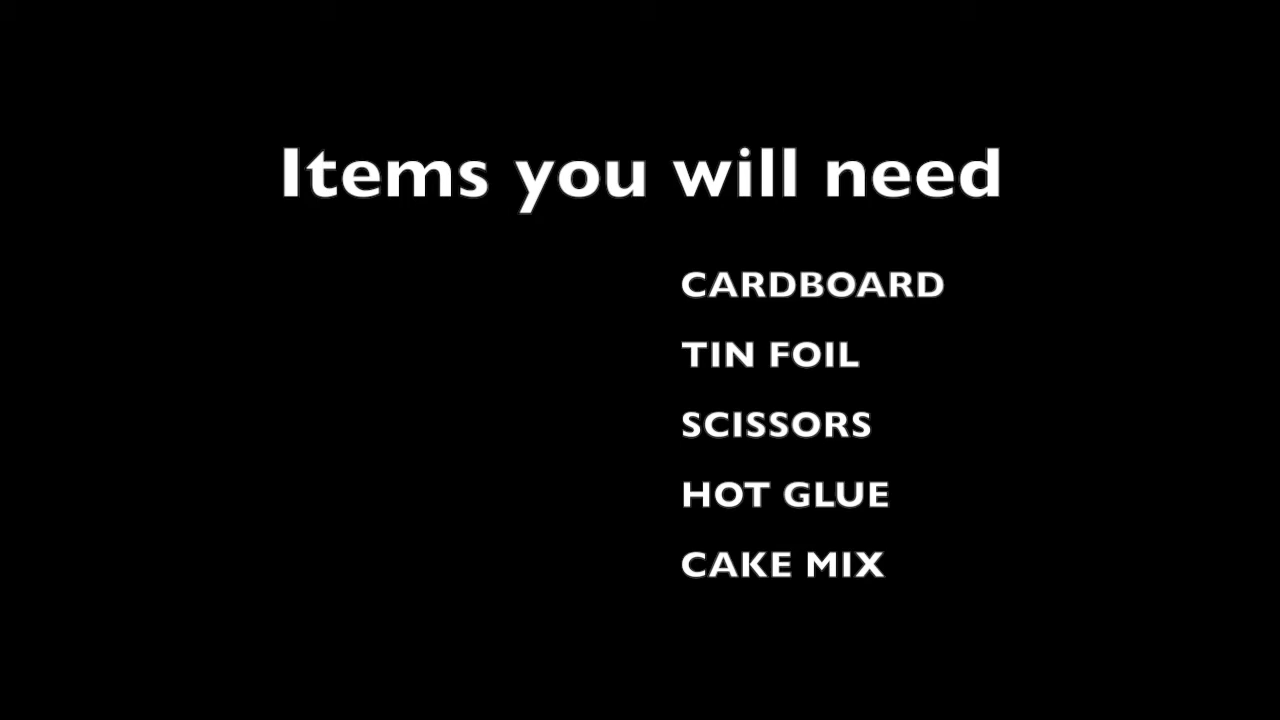 Items you will need
CARDBOARD
TIN FOIL
SCISSORS
HOT GLUE
CAKE MIX